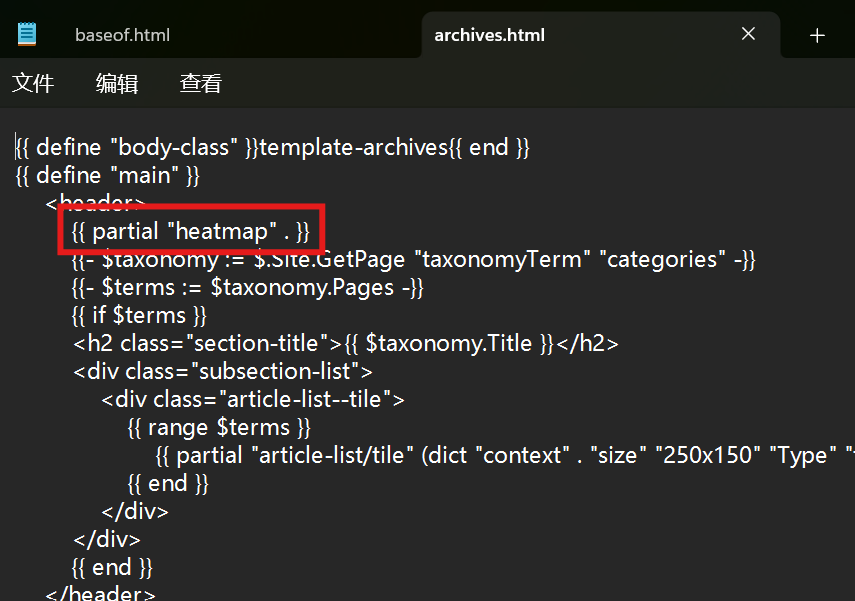 baseof.html
archives.html
文件 编辑 查看
{{ define "body-class" }}template-archives{{ end }}
{{ define "main" }}
<header>
{{ partial "heatmap" . }}
{{- $taxonomy := $.Site.GetPage "taxonomyTerm" "categories" -}}
{{- $terms := $taxonomy.Pages -}}
{{ if $terms }}
<h2 class="section-title">{{ $taxonomy.Title }}</h2>
<div class="subsection-list">
<div class="article-list--tile">
{{ range $terms }}
{{ partial "article-list/tile" (dict "context" . "size" "250x150" "Type" "
{{ end }}
</div>
</div>
{{ end }}
</header>